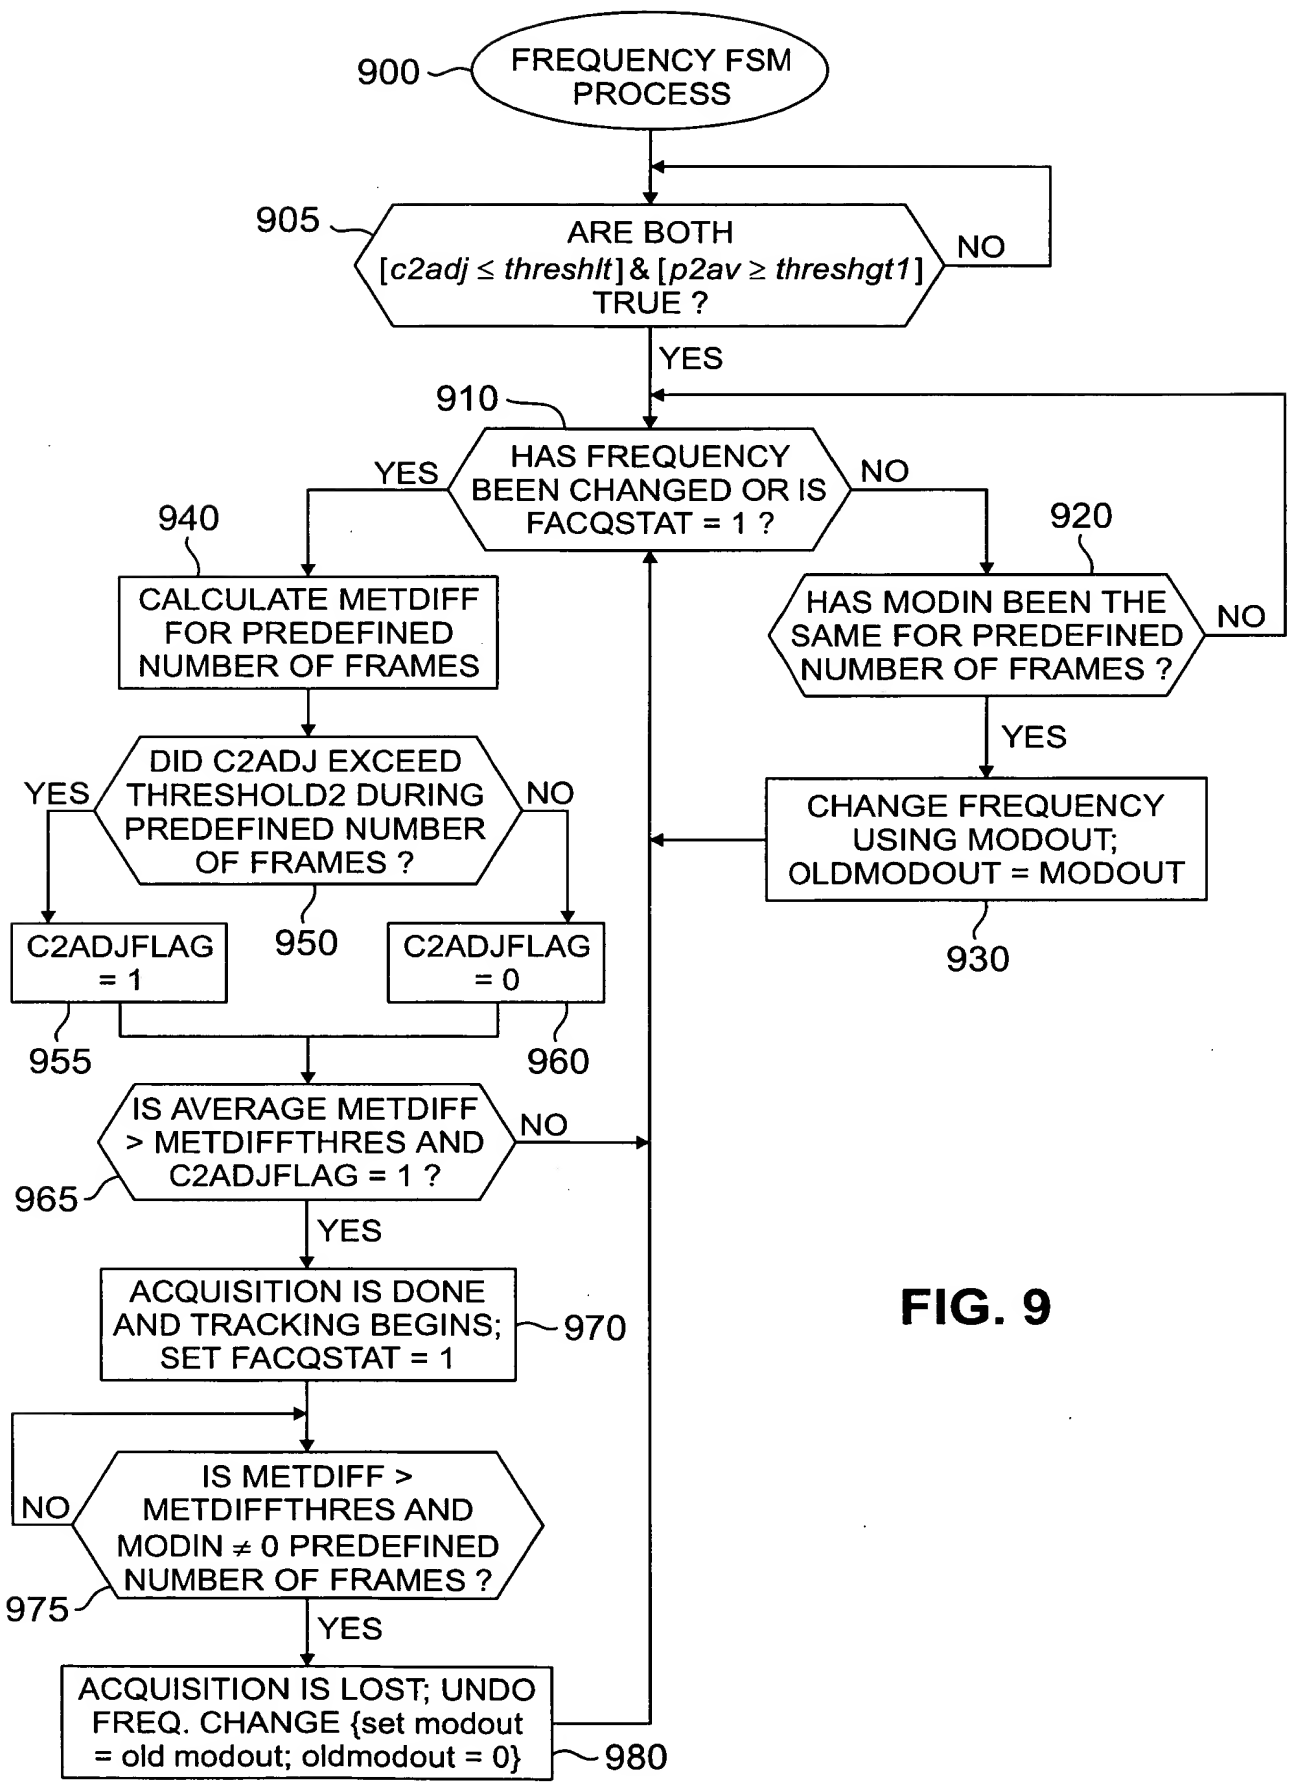 900
FREQUENCY FSM
PROCESS
905
ARE BOTH
[c2adj ≤ threshlt] & [p2av ≥ threshgt1]
TRUE ?
NO
YES
910
HAS FREQUENCY
BEEN CHANGED OR IS
FACQSTAT = 1 ?
YES
NO
940
CALCULATE METDIFF
FOR PREDEFINED
NUMBER OF FRAMES
920
HAS MODIN BEEN THE
SAME FOR PREDEFINED
NUMBER OF FRAMES ?
NO
YES
CHANGE FREQUENCY
USING MODOUT;
OLDMODOUT = MODOUT
930
DID C2ADJ EXCEED
THRESHOLD2 DURING
PREDEFINED NUMBER
OF FRAMES ?
YES
NO
950
C2ADJFLAG
= 1
955
C2ADJFLAG
= 0
960
IS AVERAGE METDIFF
> METDIFFTHRES AND
C2ADJFLAG = 1 ?
NO
965
YES
ACQUISITION IS DONE
AND TRACKING BEGINS;
SET FACQSTAT = 1
970
IS METDIFF >
METDIFFTHRES AND
MODIN ≠ 0 PREDEFINED
NUMBER OF FRAMES ?
NO
975
YES
ACQUISITION IS LOST; UNDO
FREQ. CHANGE {set modout
= old modout; oldmodout = 0}
980
FIG. 9